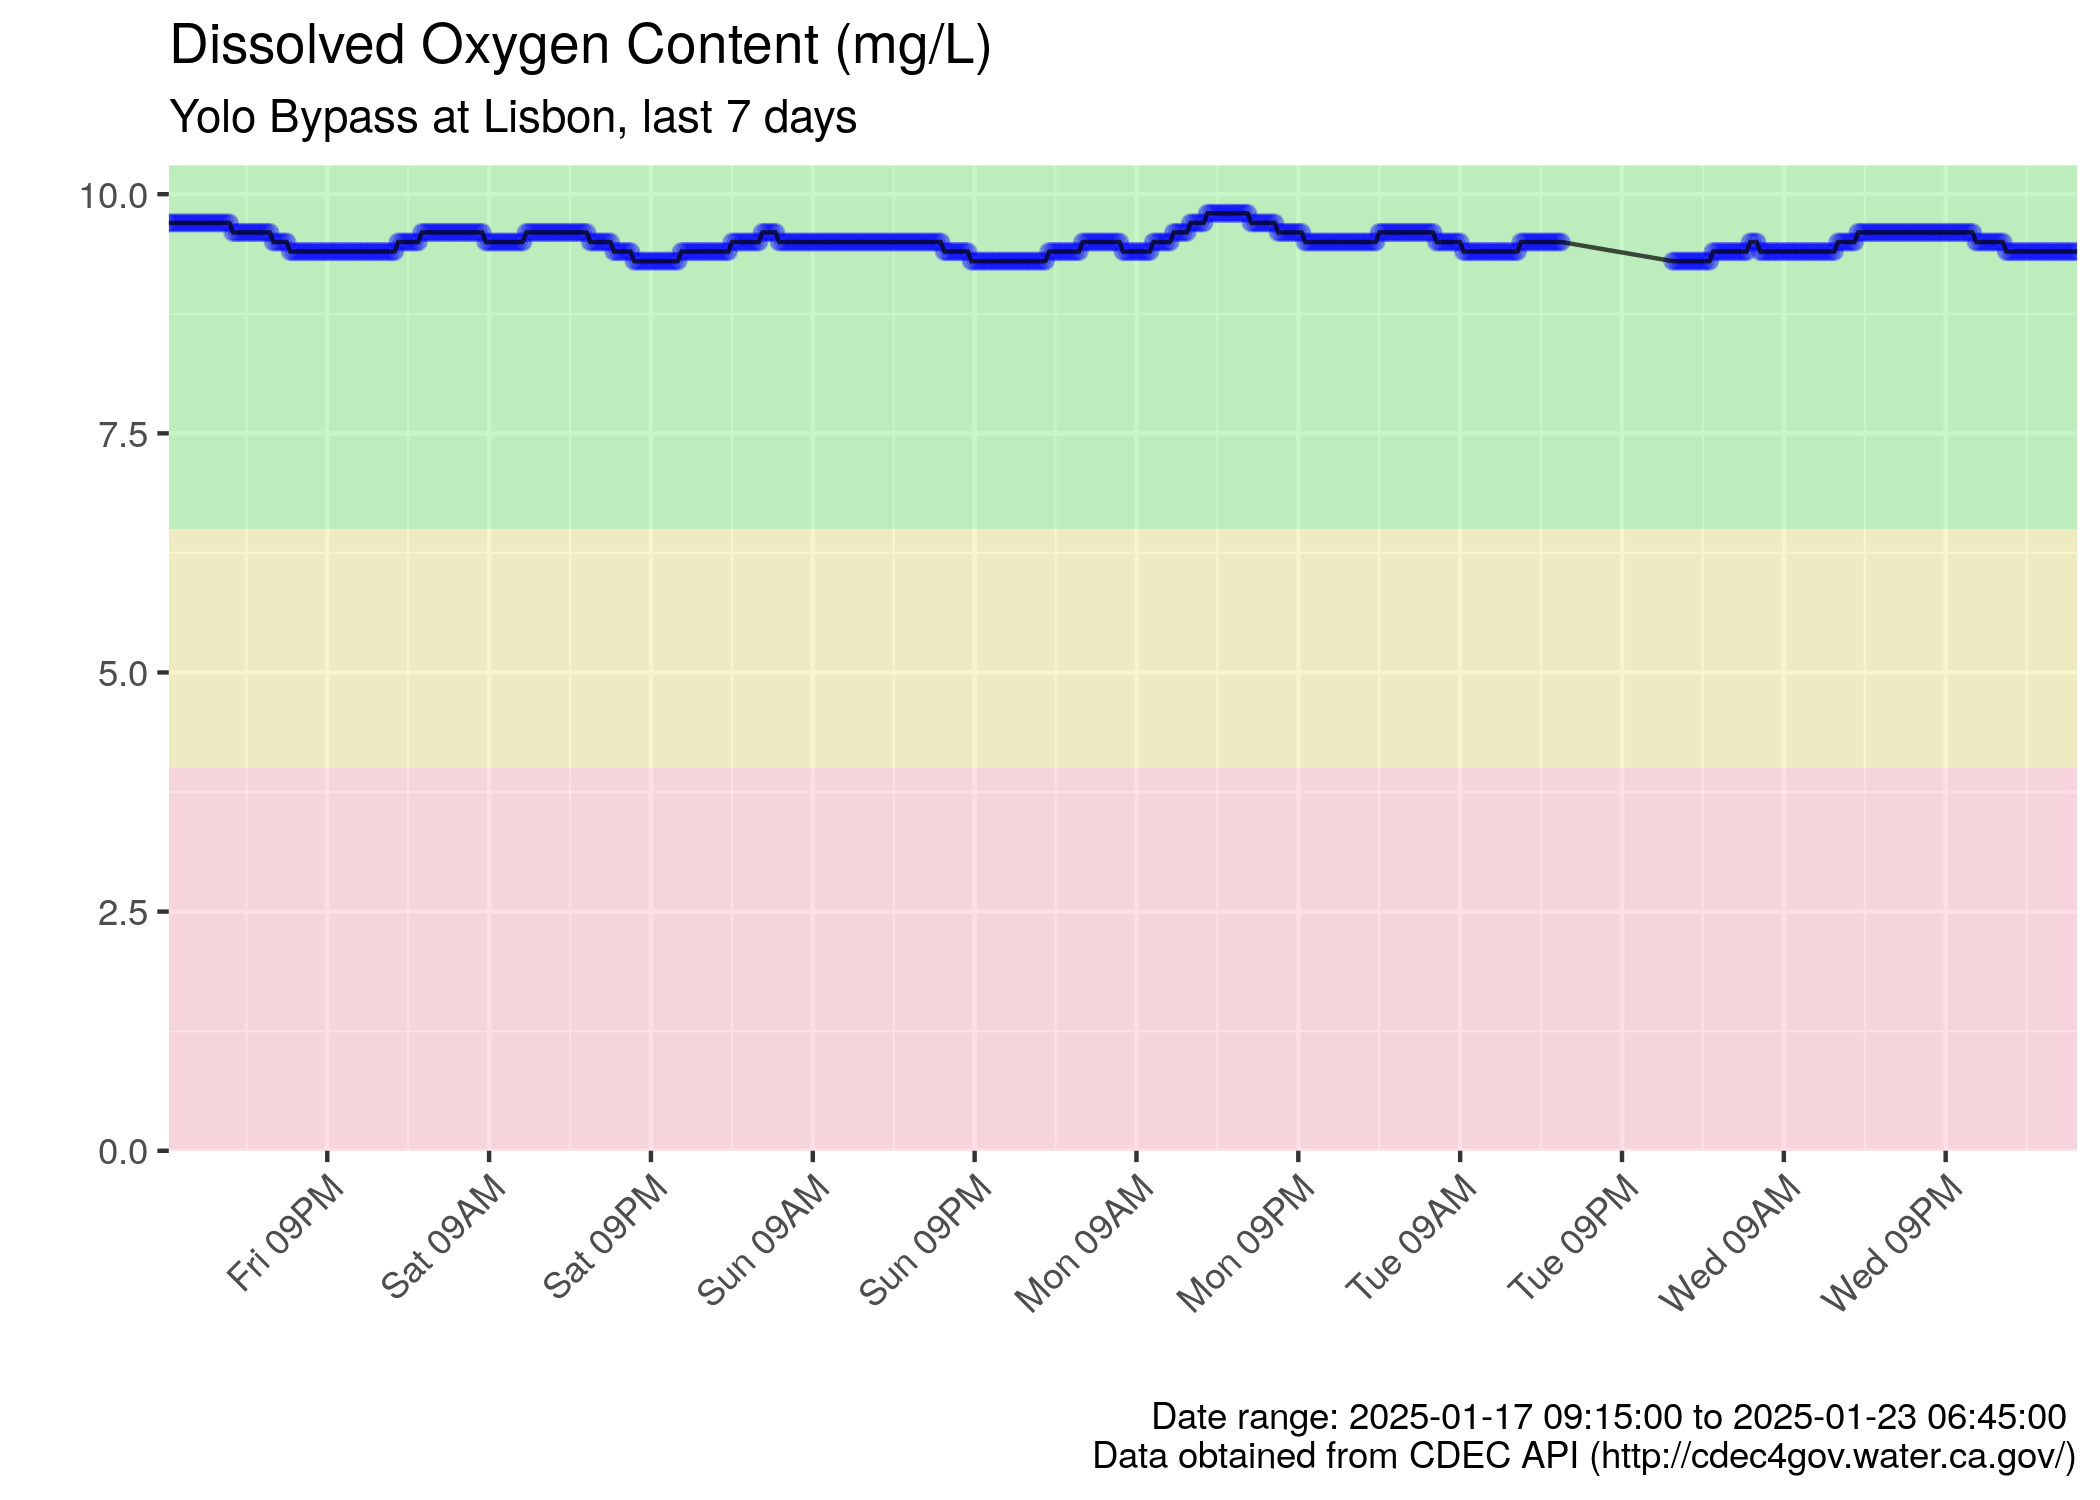 Dissolved Oxygen Content (mg/L)
Yolo Bypass at Lisbon, last 7 days
10.0
7.5
5.0
2.5
0.0
Fri 09PM
Sat 09AM
Sat 09PM
Sun 09AM
Sun 09PM
Mon 09AM
Mon 09PM
Tue 09AM
Tue 09PM
Wed 09AM
Wed 09PM
Date range: 2025-01-17 09:15:00 to 2025-01-23 06:45:00
Data obtained from CDEC API (http://cdec4gov.water.ca.gov/)